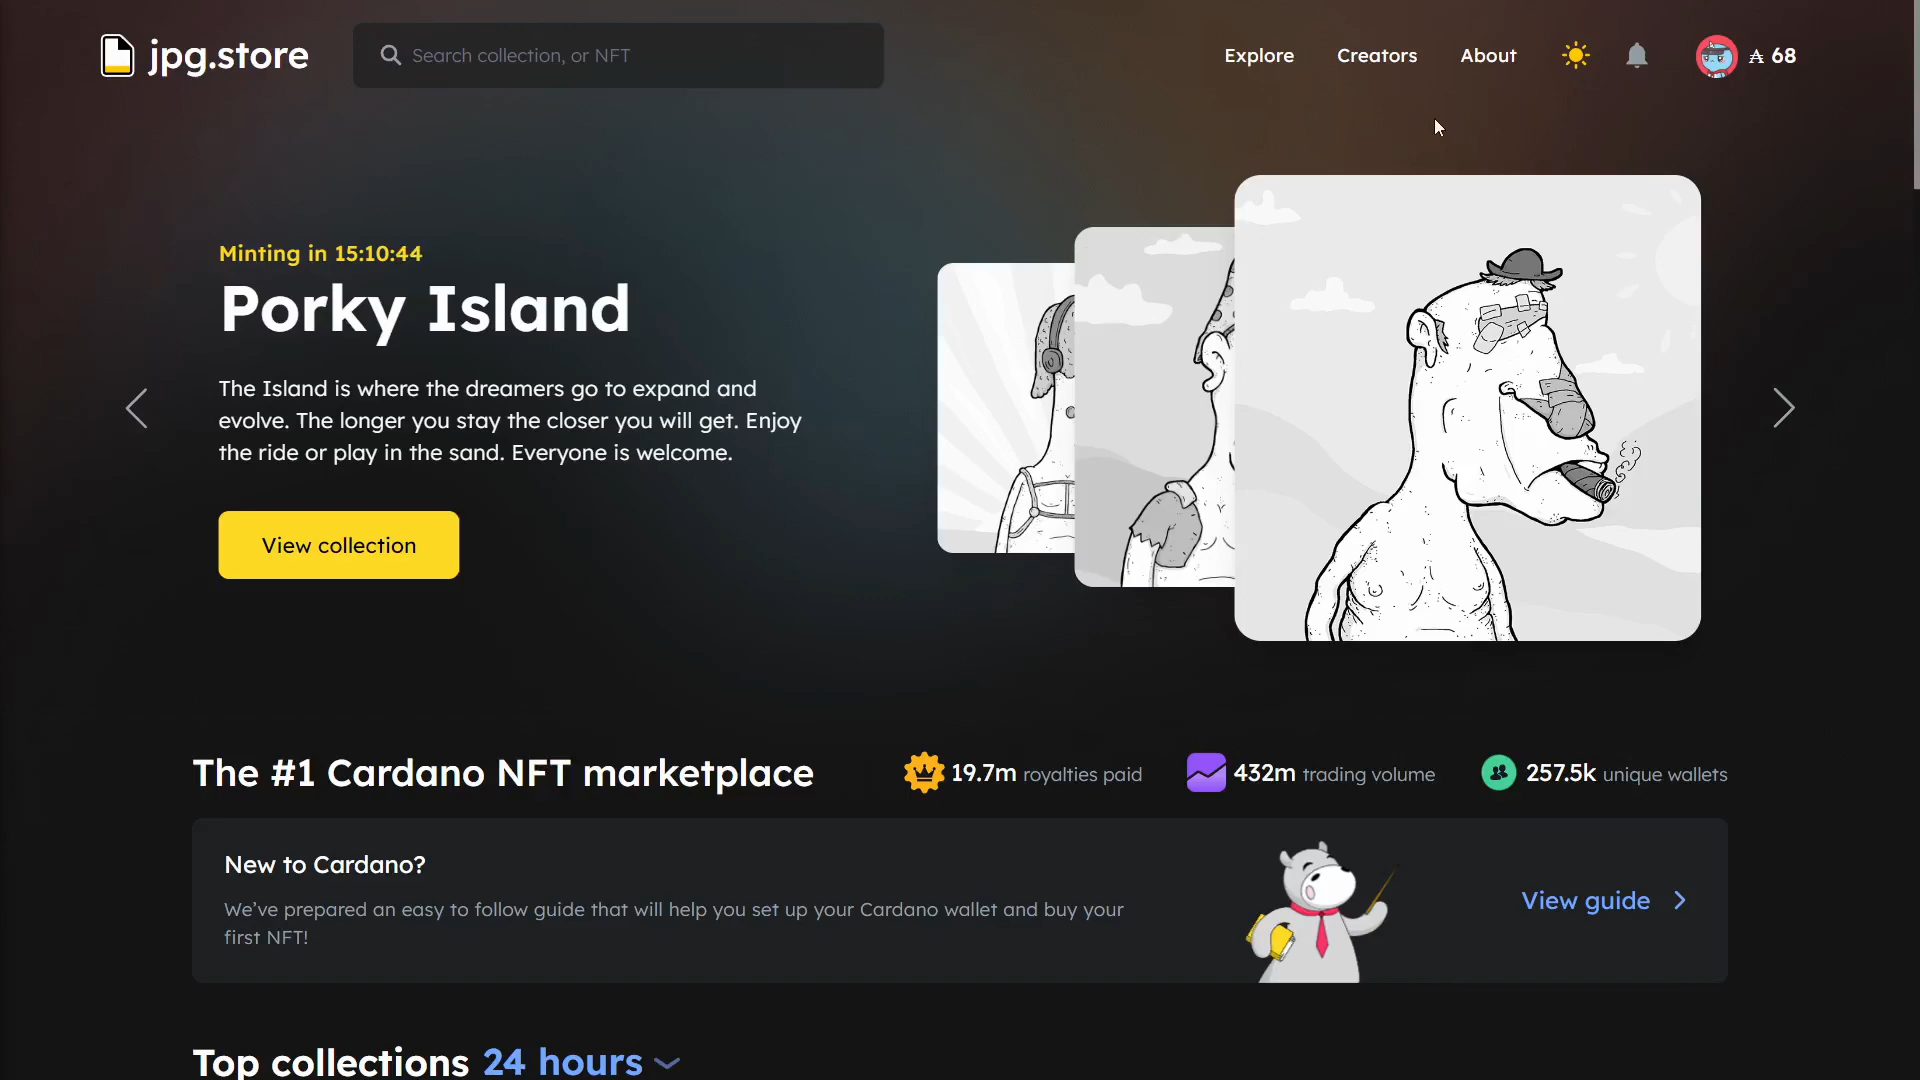 jpg.store
Search collection, or NFT
Explore
Creators
About
₳ 68
Minting in 15:10:44
Porky Island
The Island is where the dreamers go to expand and
evolve. The longer you stay the closer you will get. Enjoy
the ride or play in the sand. Everyone is welcome.
View collection
The #1 Cardano NFT marketplace
19.7m royalties paid
432m trading volume
257.5k unique wallets
New to Cardano?
We've prepared an easy to follow guide that will help you set up your Cardano wallet and buy your
first NFT!
View guide
Top collections 24 hours